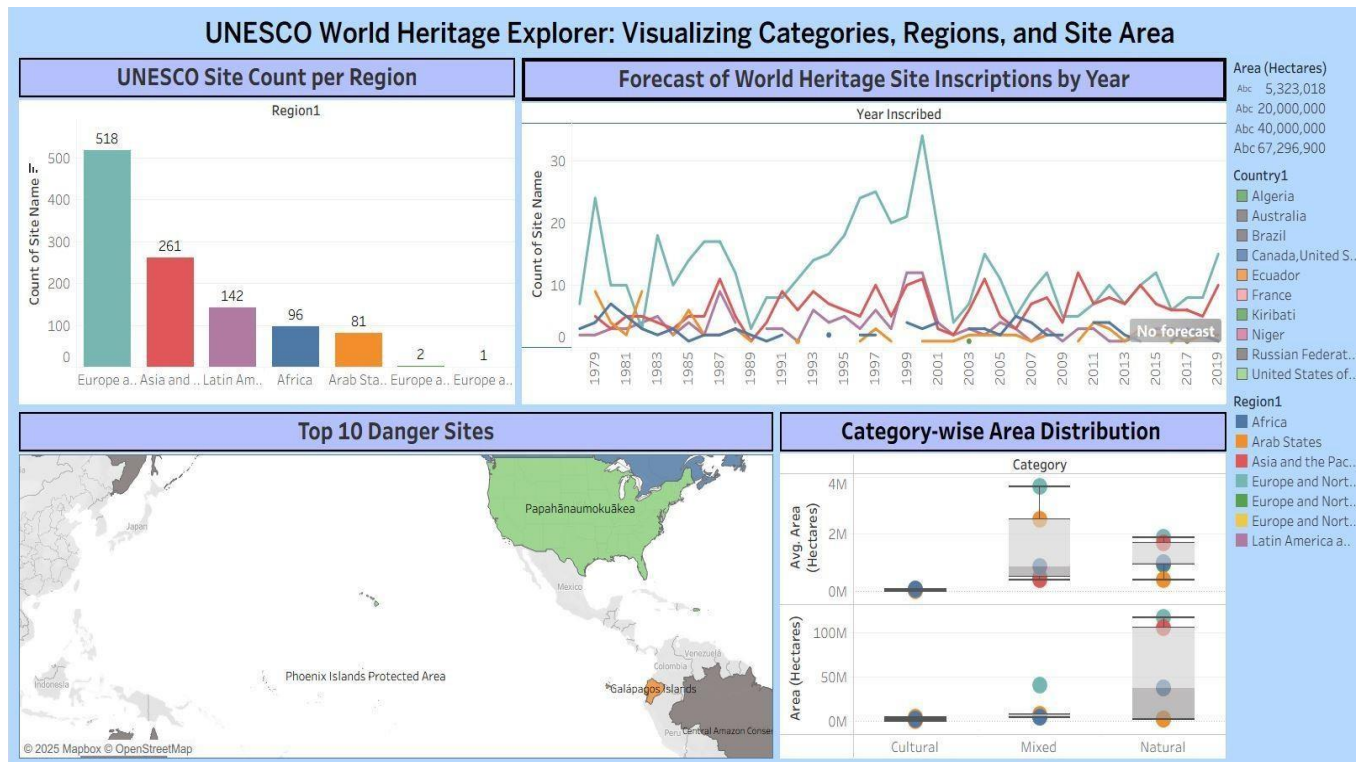 UNESCO World Heritage Explorer: Visualizing Categories, Regions, and Site Area
UNESCO Site Count per Region
Region1
Count of Site Name
500
400
300
200
100
0
518
261
142
96
81
2
1
Europe a..
Asia and ..
Latin Am..
Africa
Arab Sta..
Europe a..
Europe a..
Forecast of World Heritage Site Inscriptions by Year
Year Inscribed
Count of Site Name
30
20
10
0
No forecast
1979
1981
1983
1985
1987
1989
1991
1993
1995
1997
1999
2001
2003
2005
2007
2009
2011
2013
2015
2017
2019
Area (Hectares)
Abc 5,323,018
Abc 20,000,000
Abc 40,000,000
Abc 67,296,900
Country1
Algeria
Australia
Brazil
Canada,United S..
Ecuador
France
Kiribati
Niger
Russian Federat..
United States of..
Region1
Africa
Arab States
Asia and the Pac..
Europe and Nort..
Europe and Nort..
Europe and Nort..
Latin America a..
Top 10 Danger Sites
Papahānaumokuākea
Japan
Mexico
Venezuela
Colombia
Indonesia
Phoenix Islands Protected Area
Galápagos Islands
Peru
Central Amazon Conse
© 2025 Mapbox © OpenStreetMap
Category-wise Area Distribution
Category
Avg. Area
(Hectares)
4M
2M
0M
Area (Hectares)
100M
50M
0M
Cultural
Mixed
Natural